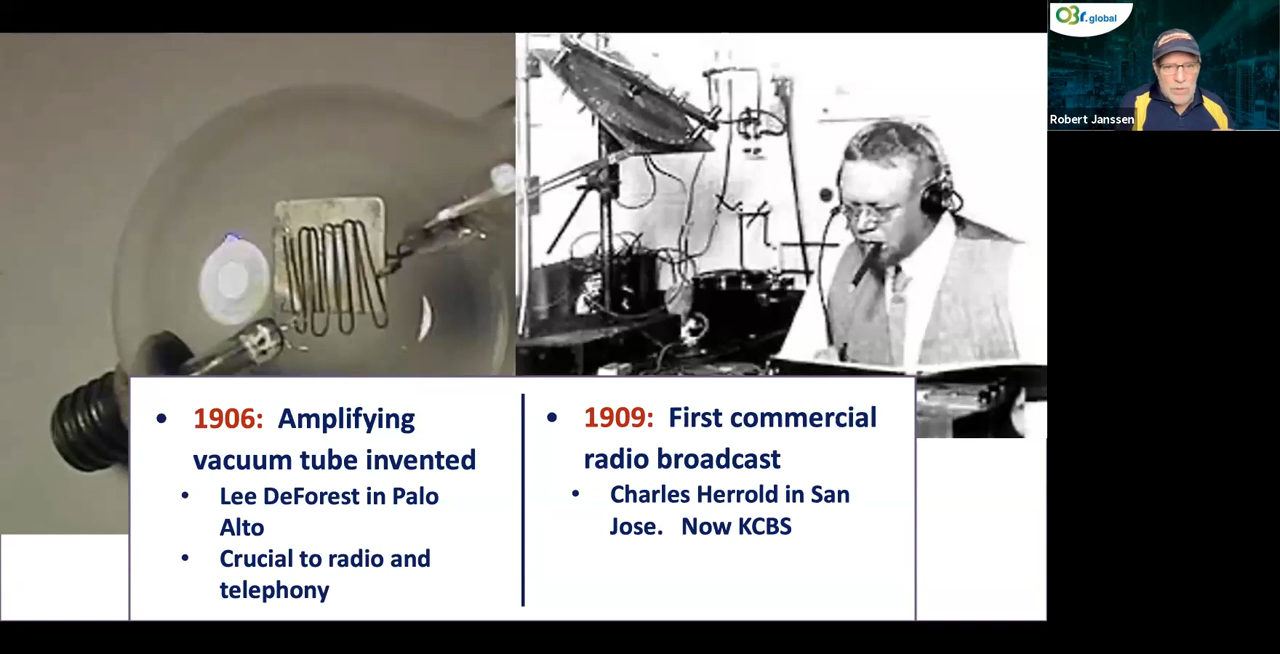 O3r.global
Robert Janssen
• 1906: Amplifying
vacuum tube invented
• Lee DeForest in Palo
Alto
• Crucial to radio and
telephony
• 1909: First commercial
radio broadcast
• Charles Herrold in San
Jose. Now KCBS